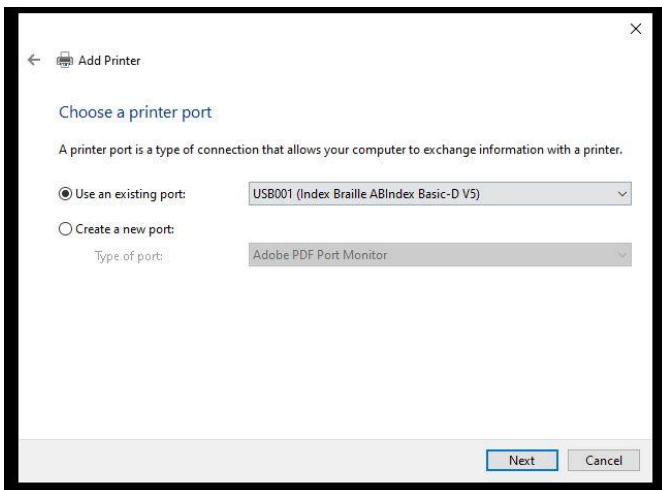 Add Printer
Choose a printer port
A printer port is a type of connection that allows your computer to exchange information with a printer.
Use an existing port: USB001 (Index Braille ABIndex Basic-D V5)
Create a new port:
Type of port: Adobe PDF Port Monitor
Next Cancel